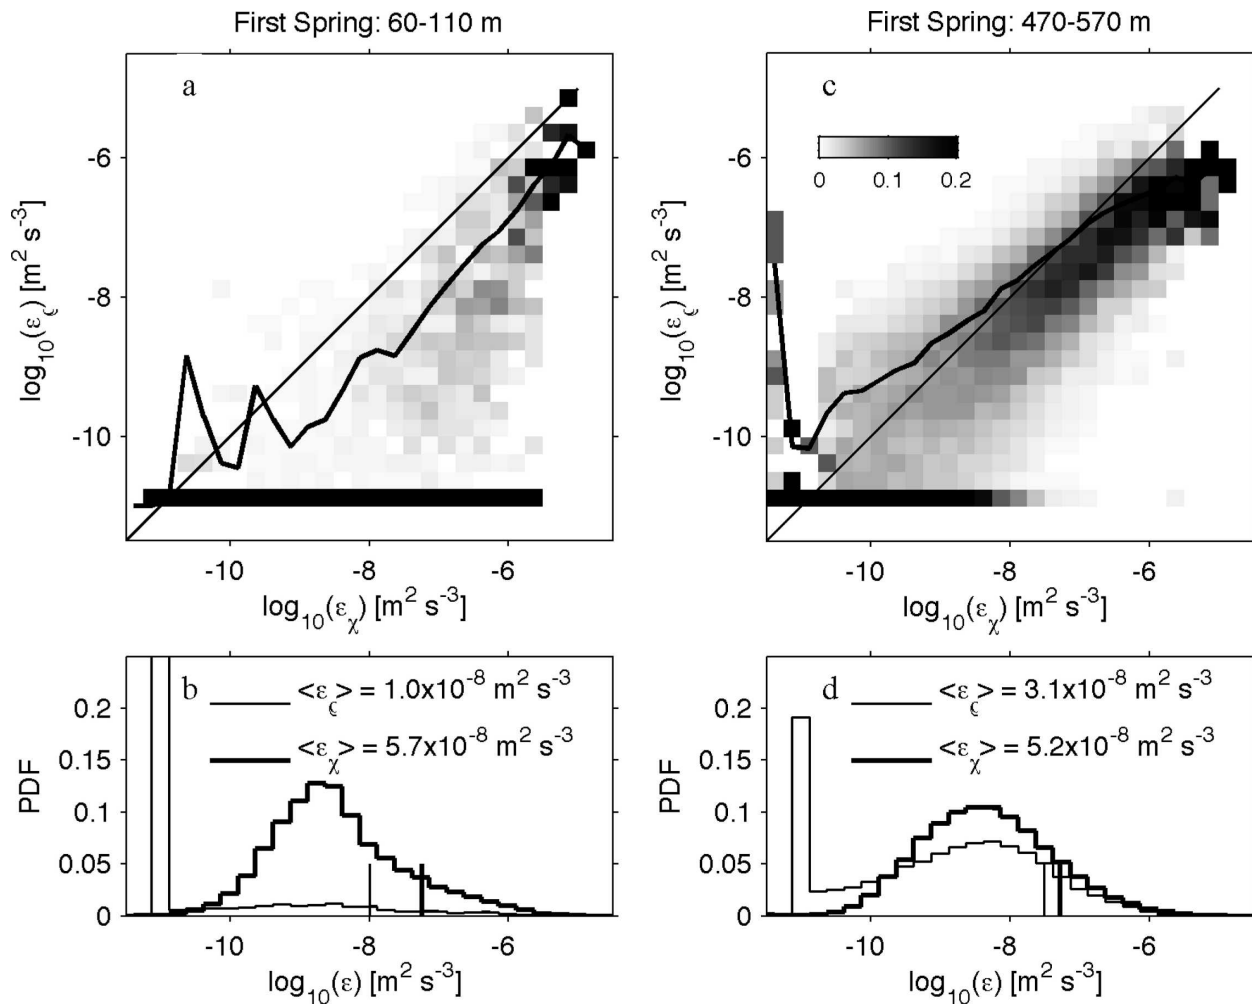 First Spring: 60-110 m
First Spring: 470-570 m
a
c
-6
-8
-10
log10(ες) [m² s⁻³]
-6
-8
-10
log10(ες) [m² s⁻³]
0 0.1 0.2
-10 -8 -6
log10(εχ) [m² s⁻³]
-10 -8 -6
log10(εχ) [m² s⁻³]
b
<ες> = 1.0x10⁻⁸ m² s⁻³
<εχ> = 5.7x10⁻⁸ m² s⁻³
0.2
0.15
0.1
0.05
0
PDF
-10 -8 -6
log10(ε) [m² s⁻³]
d
<ες> = 3.1x10⁻⁸ m² s⁻³
<εχ> = 5.2x10⁻⁸ m² s⁻³
0.2
0.15
0.1
0.05
0
PDF
-10 -8 -6
log10(ε) [m² s⁻³]